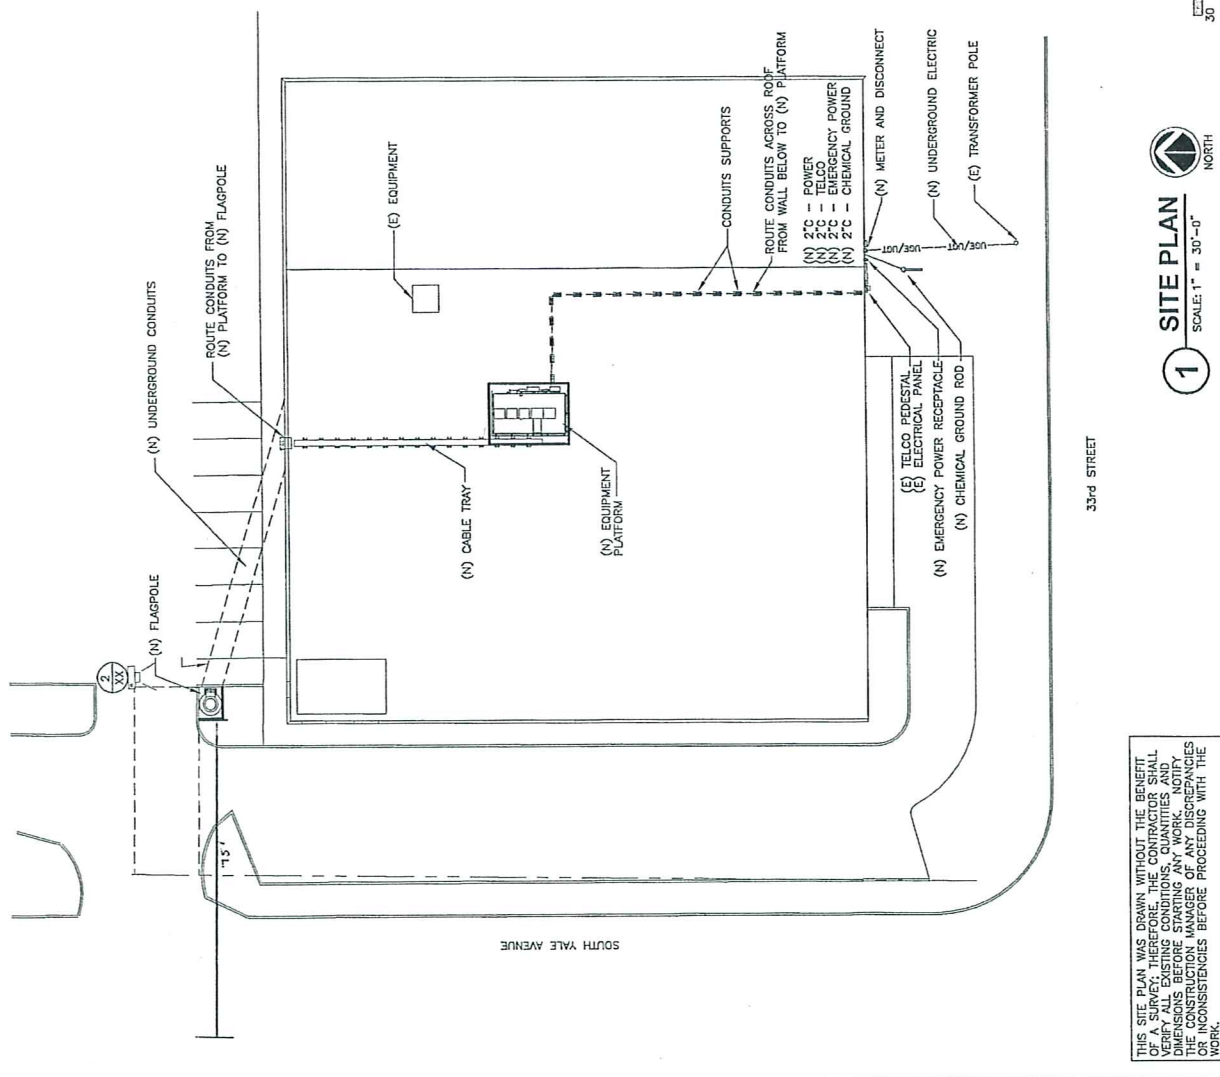 (N) UNDERGROUND CONDUITS
ROUTE CONDUITS FROM
(N) PLATFORM TO (N) FLAGPOLE
(N) FLAGPOLE
2
XX
(E) EQUIPMENT
(N) CABLE TRAY
(N) EQUIPMENT
PLATFORM
CONDUITS SUPPORTS
ROUTE CONDUITS ACROSS ROOF
FROM WALL BELOW TO (N) PLATFORM
(N) 2"C – POWER
(N) 2"C – TELCO
(N) 2"C – EMERGENCY POWER
(N) 2"C – CHEMICAL GROUND
(N) METER AND DISCONNECT
(N) UNDERGROUND ELECTRIC
(E) TRANSFORMER POLE
UGE/UGT
UGE/UGT
(E) TELCO PEDESTAL
(E) ELECTRICAL PANEL
(N) EMERGENCY POWER RECEPTACLE
(N) CHEMICAL GROUND ROD
75'
SOUTH YALE AVENUE
33rd STREET
1
SITE PLAN
SCALE: 1" = 30'-0"
NORTH
30
THIS SITE PLAN WAS DRAWN WITHOUT THE BENEFIT
OF A SURVEY; THEREFORE, THE CONTRACTOR SHALL
VERIFY ALL EXISTING CONDITIONS, QUANTITIES AND
DIMENSIONS BEFORE STARTING ANY WORK. NOTIFY
THE CONSTRUCTION MANAGER OF ANY DISCREPANCIES
OR INCONSISTENCIES BEFORE PROCEEDING WITH THE
WORK.